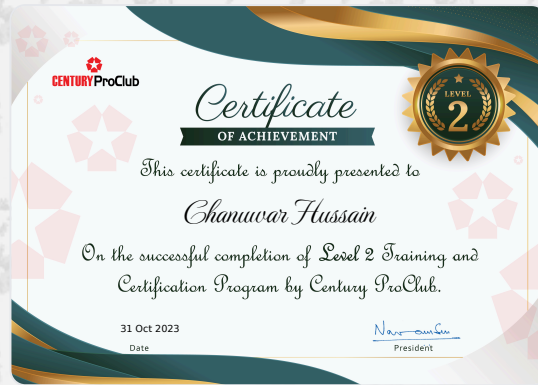 CENTURY ProClub
Certificate
OF ACHIEVEMENT
LEVEL
2
This certificate is proudly presented to
Chanuwar Hussain
On the successful completion of Level 2 Training and
Certification Program by Century ProClub.
31 Oct 2023
Date
President